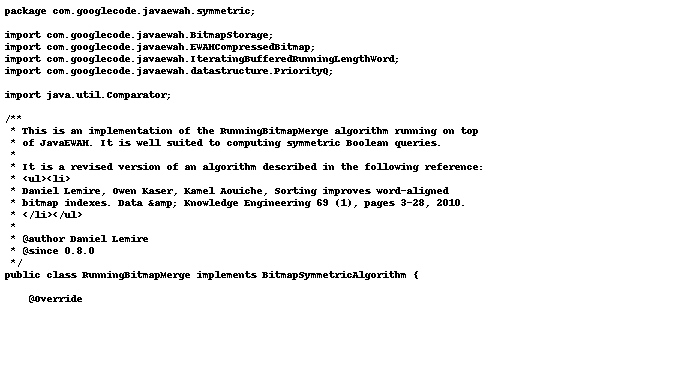 package com.googlecode.javaewah.symmetric;

import com.googlecode.javaewah.BitmapStorage;
import com.googlecode.javaewah.EWAHCompressedBitmap;
import com.googlecode.javaewah.IteratingBufferedRunningLengthWord;
import com.googlecode.javaewah.datastructure.PriorityQ;

import java.util.Comparator;

/**
 * This is an implementation of the RunningBitmapMerge algorithm running on top
 * of JavaEWAH. It is well suited to computing symmetric Boolean queries.
 *
 * It is a revised version of an algorithm described in the following reference:
 * <ul><li>
 * Daniel Lemire, Owen Kaser, Kamel Aouiche, Sorting improves word-aligned
 * bitmap indexes. Data &amp; Knowledge Engineering 69 (1), pages 3-28, 2010.
 * </li></ul>
 *
 * @author Daniel Lemire
 * @since 0.8.0
 */
public class RunningBitmapMerge implements BitmapSymmetricAlgorithm {

    @Override